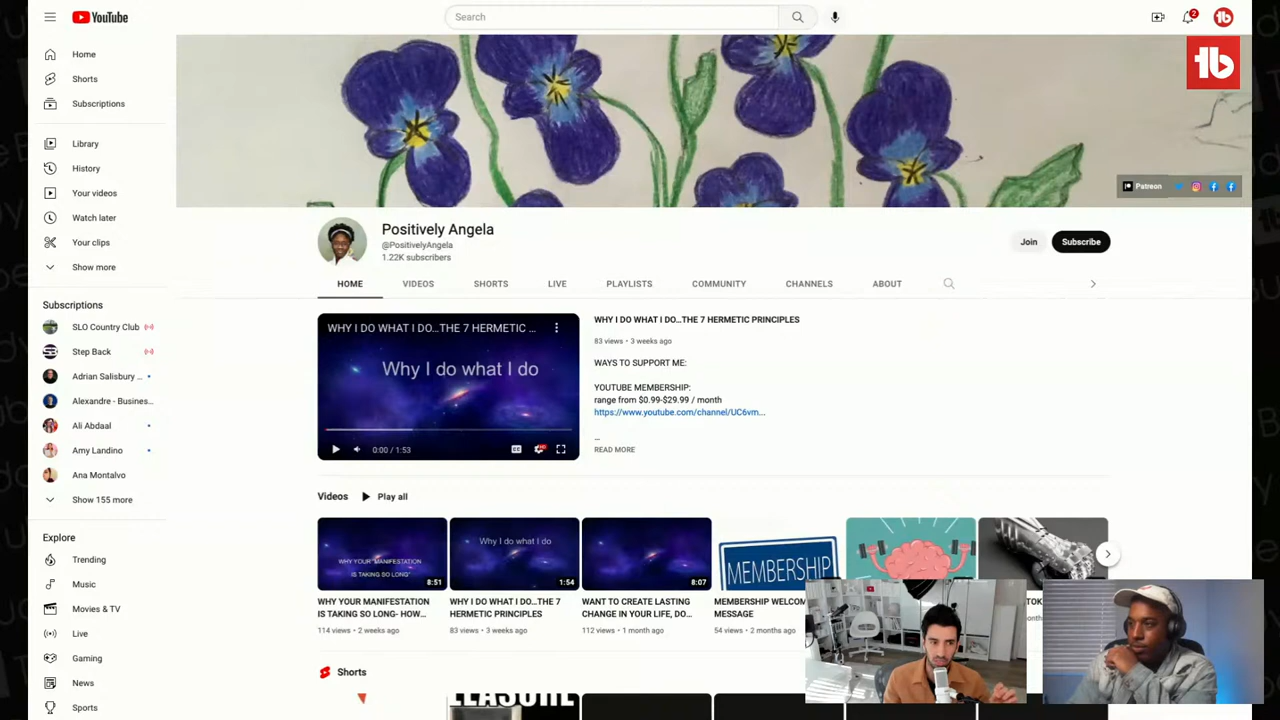 YouTube
Search
2
Home
Shorts
Subscriptions
Library
History
Your videos
Watch later
Your clips
Show more
Subscriptions
SLO Country Club
Step Back
Adrian Salisbury ...
Alexandre - Busines...
Ali Abdaal
Amy Landino
Ana Montalvo
Show 155 more
Explore
Trending
Music
Movies & TV
Live
Gaming
News
Sports
Patreon
Positively Angela
@PositivelyAngela
1.22K subscribers
Join
Subscribe
HOME
VIDEOS
SHORTS
LIVE
PLAYLISTS
COMMUNITY
CHANNELS
ABOUT
WHY I DO WHAT I DO...THE 7 HERMETIC ...
Why I do what I do
0:00 / 1:53
WHY I DO WHAT I DO...THE 7 HERMETIC PRINCIPLES
83 views • 3 weeks ago
WAYS TO SUPPORT ME:
YOUTUBE MEMBERSHIP:
range from $0.99-$29.99 / month
https://www.youtube.com/channel/UC6vm...
...
READ MORE
Videos
Play all
WHY YOUR "MANIFESTATION
IS TAKING SO LONG"
8:51
WHY YOUR MANIFESTATION
IS TAKING SO LONG- HOW...
114 views • 2 weeks ago
Why I do what I do
1:54
WHY I DO WHAT I DO...THE 7
HERMETIC PRINCIPLES
83 views • 3 weeks ago
8:07
WANT TO CREATE LASTING
CHANGE IN YOUR LIFE, DO...
112 views • 1 month ago
MEMBERSHIP
MEMBERSHIP WELCOM
MESSAGE
54 views • 2 months ago
TOK
Shorts